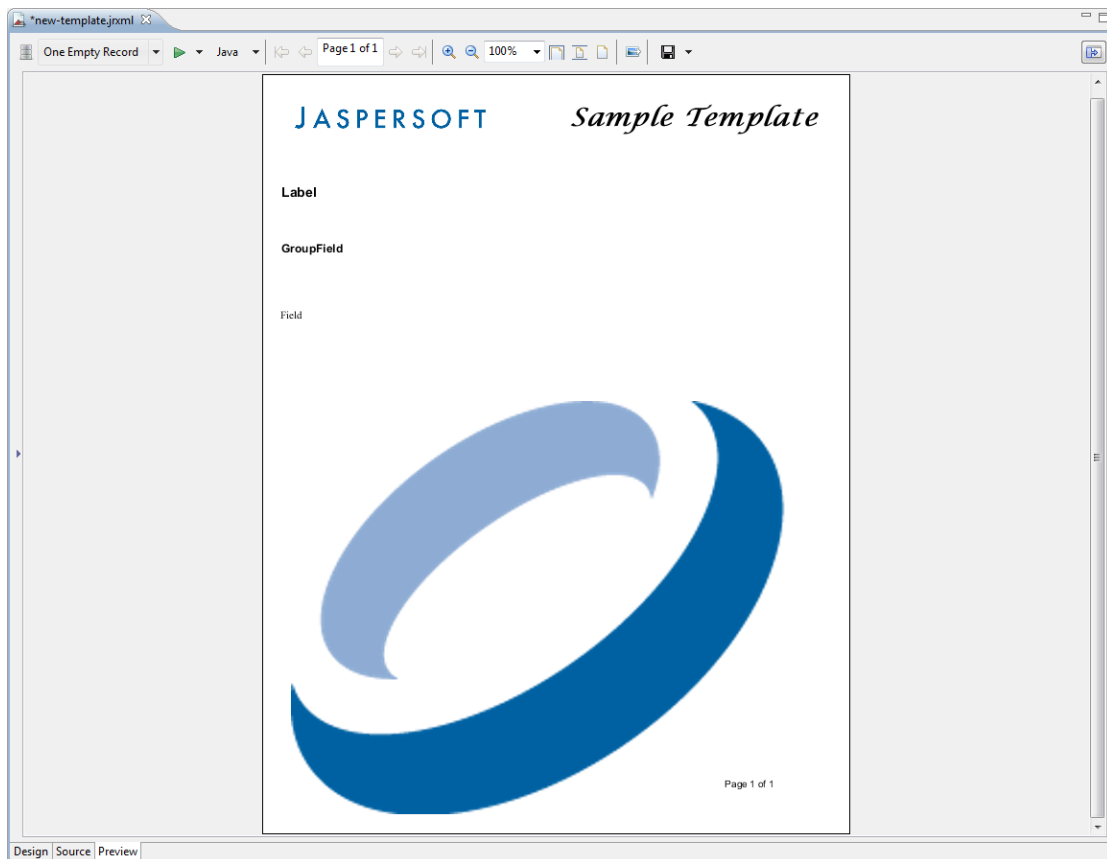 *new-template.jrxml
One Empty Record Java Page 1 of 1 100%
JASPERSOFT Sample Template
Label
GroupField
Field
Page 1 of 1
Design Source Preview